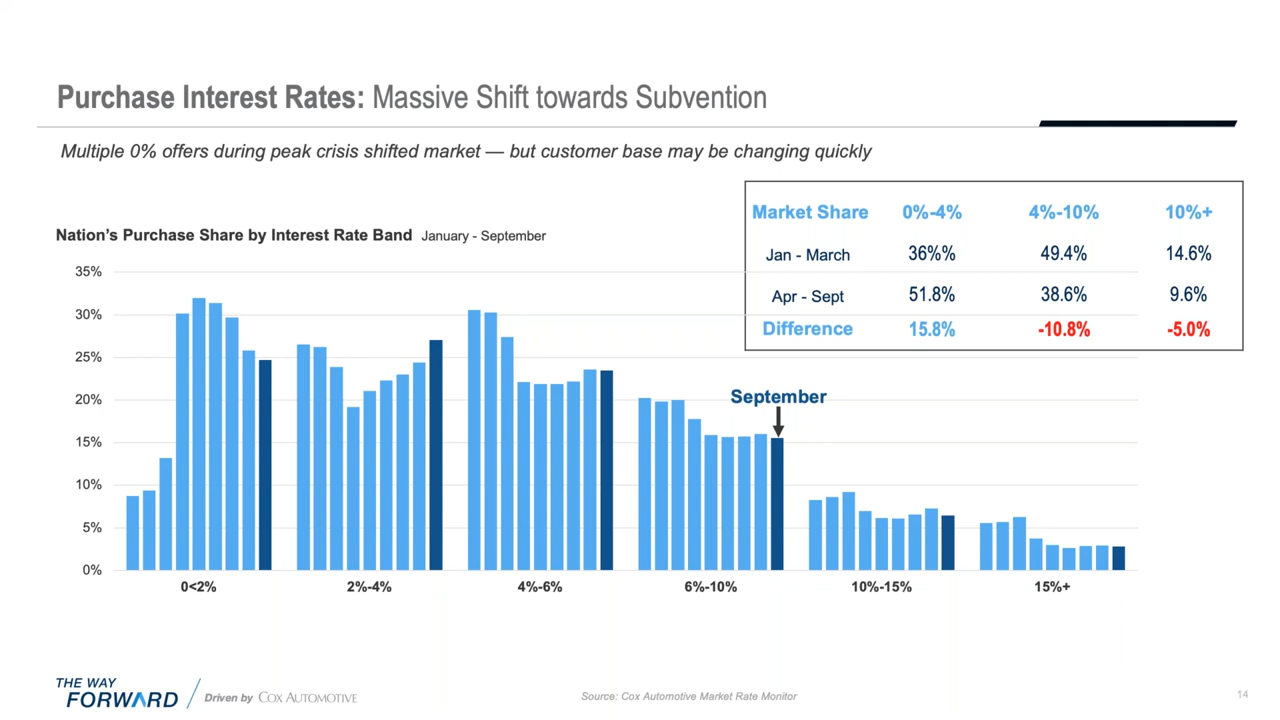 Purchase Interest Rates: Massive Shift towards Subvention
Multiple 0% offers during peak crisis shifted market — but customer base may be changing quickly
Market Share 0%-4% 4%-10% 10%+
Jan - March 36%% 49.4% 14.6%
Apr - Sept 51.8% 38.6% 9.6%
Difference 15.8% -10.8% -5.0%
Nation’s Purchase Share by Interest Rate Band January - September
35%
30%
25%
20%
15%
10%
5%
0%
September
0<2% 2%-4% 4%-6% 6%-10% 10%-15% 15%+
THE WAY
FORWARD
Driven by COX AUTOMOTIVE
Source: Cox Automotive Market Rate Monitor
14